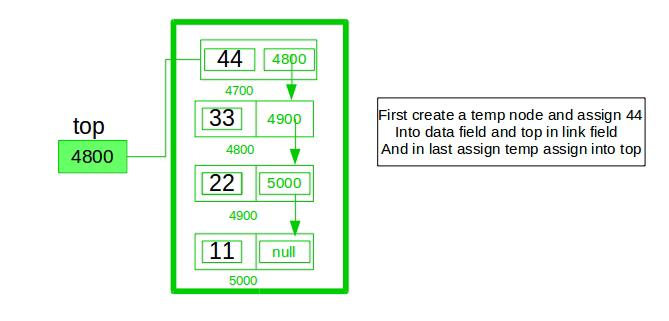 44 4800
4700
33 4900
top
4800
4800
22 5000
4900
11 null
5000
First create a temp node and assign 44
Into data field and top in link field
And in last assign temp assign into top